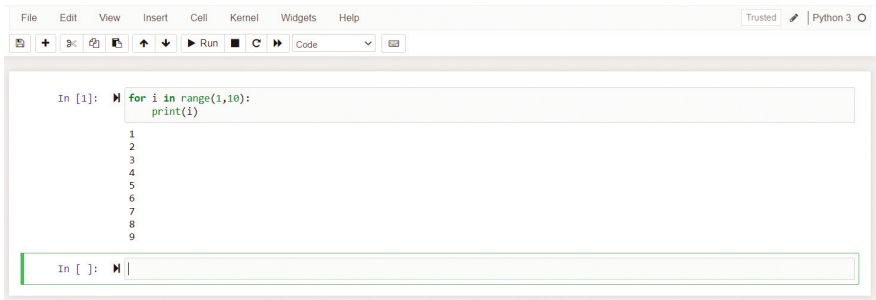 File Edit View Insert Cell Kernel Widgets Help Trusted Python 3
Run Code
In [1]: for i in range(1,10):
print(i)
1
2
3
4
5
6
7
8
9
In [ ]: